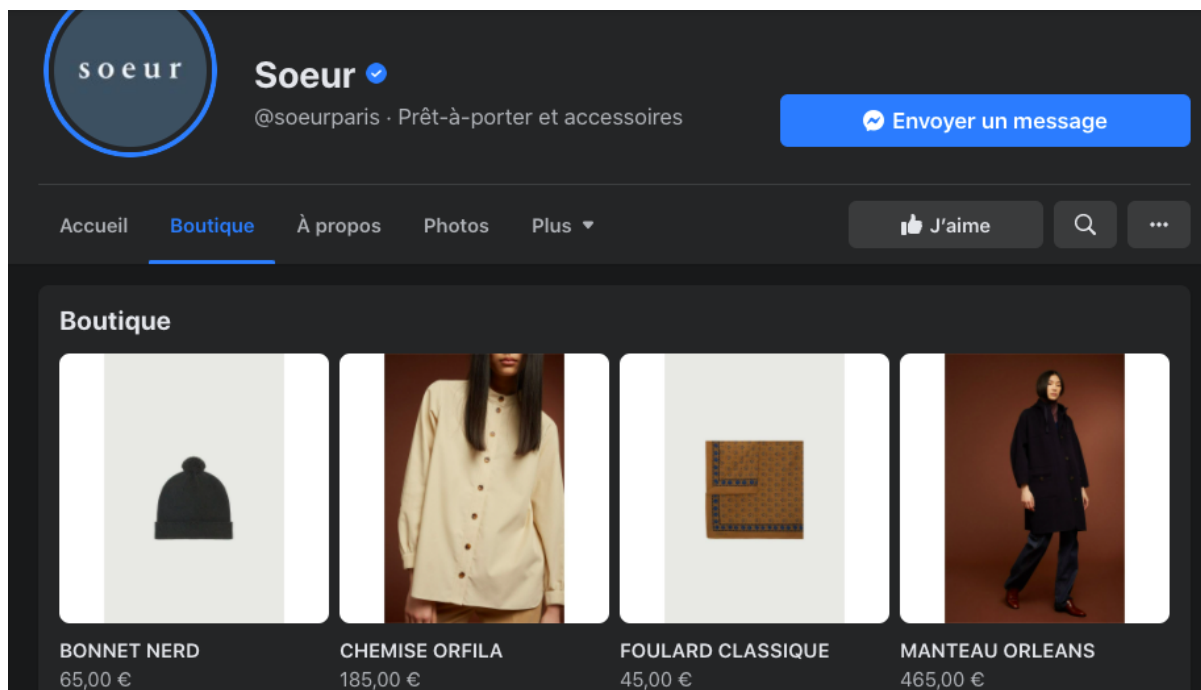 soeur
Soeur
@soeurparis · Prêt-à-porter et accessoires
Envoyer un message
Accueil
Boutique
À propos
Photos
Plus
J'aime
Boutique
BONNET NERD
65,00 €
CHEMISE ORFILA
185,00 €
FOULARD CLASSIQUE
45,00 €
MANTEAU ORLEANS
465,00 €